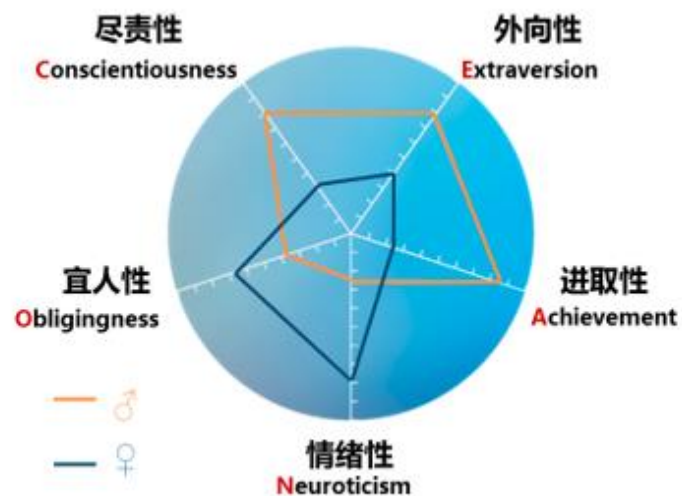 尽责性
Conscientiousness
外向性
Extraversion
宜人性
Obligingness
进取性
Achievement
♂
♀
情绪性
Neuroticism